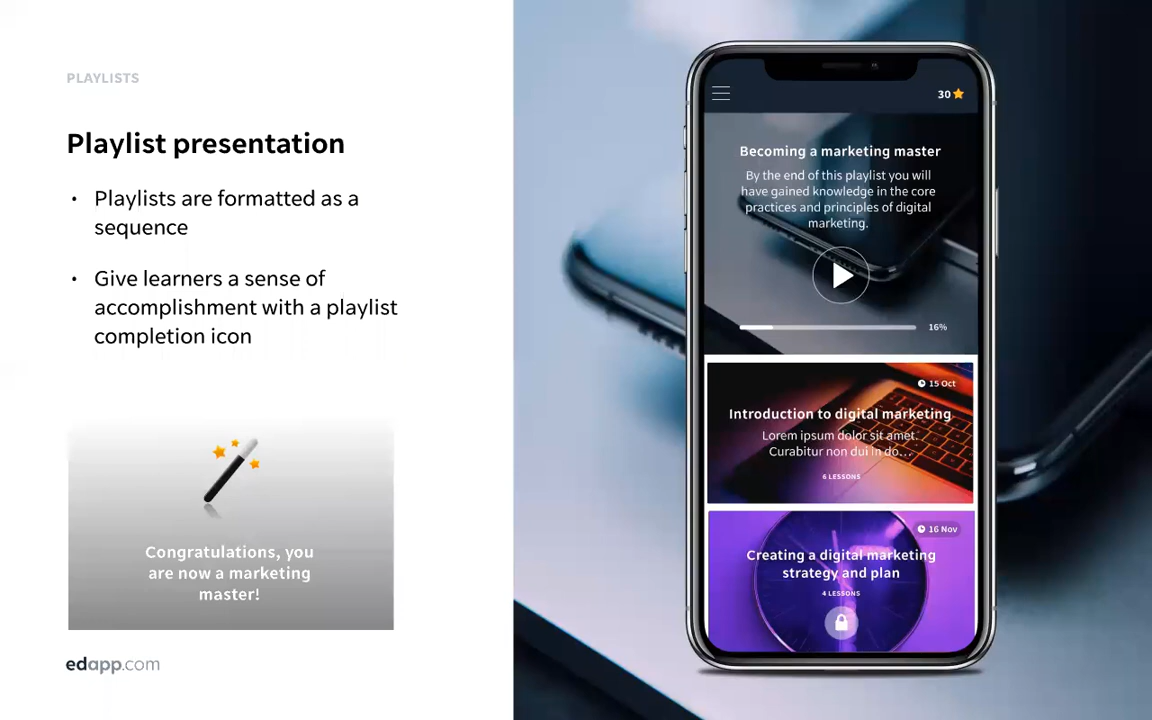 PLAYLISTS
Playlist presentation
• Playlists are formatted as a
sequence
• Give learners a sense of
accomplishment with a playlist
completion icon
Congratulations, you
are now a marketing
master!
edapp.com
30
Becoming a marketing master
By the end of this playlist you will
have gained knowledge in the core
practices and principles of digital
marketing.
16%
15 Oct
Introduction to digital marketing
Lorem ipsum dolor sit amet.
Curabitur non dui in do...
6 LESSONS
16 Nov
Creating a digital marketing
strategy and plan
4 LESSONS